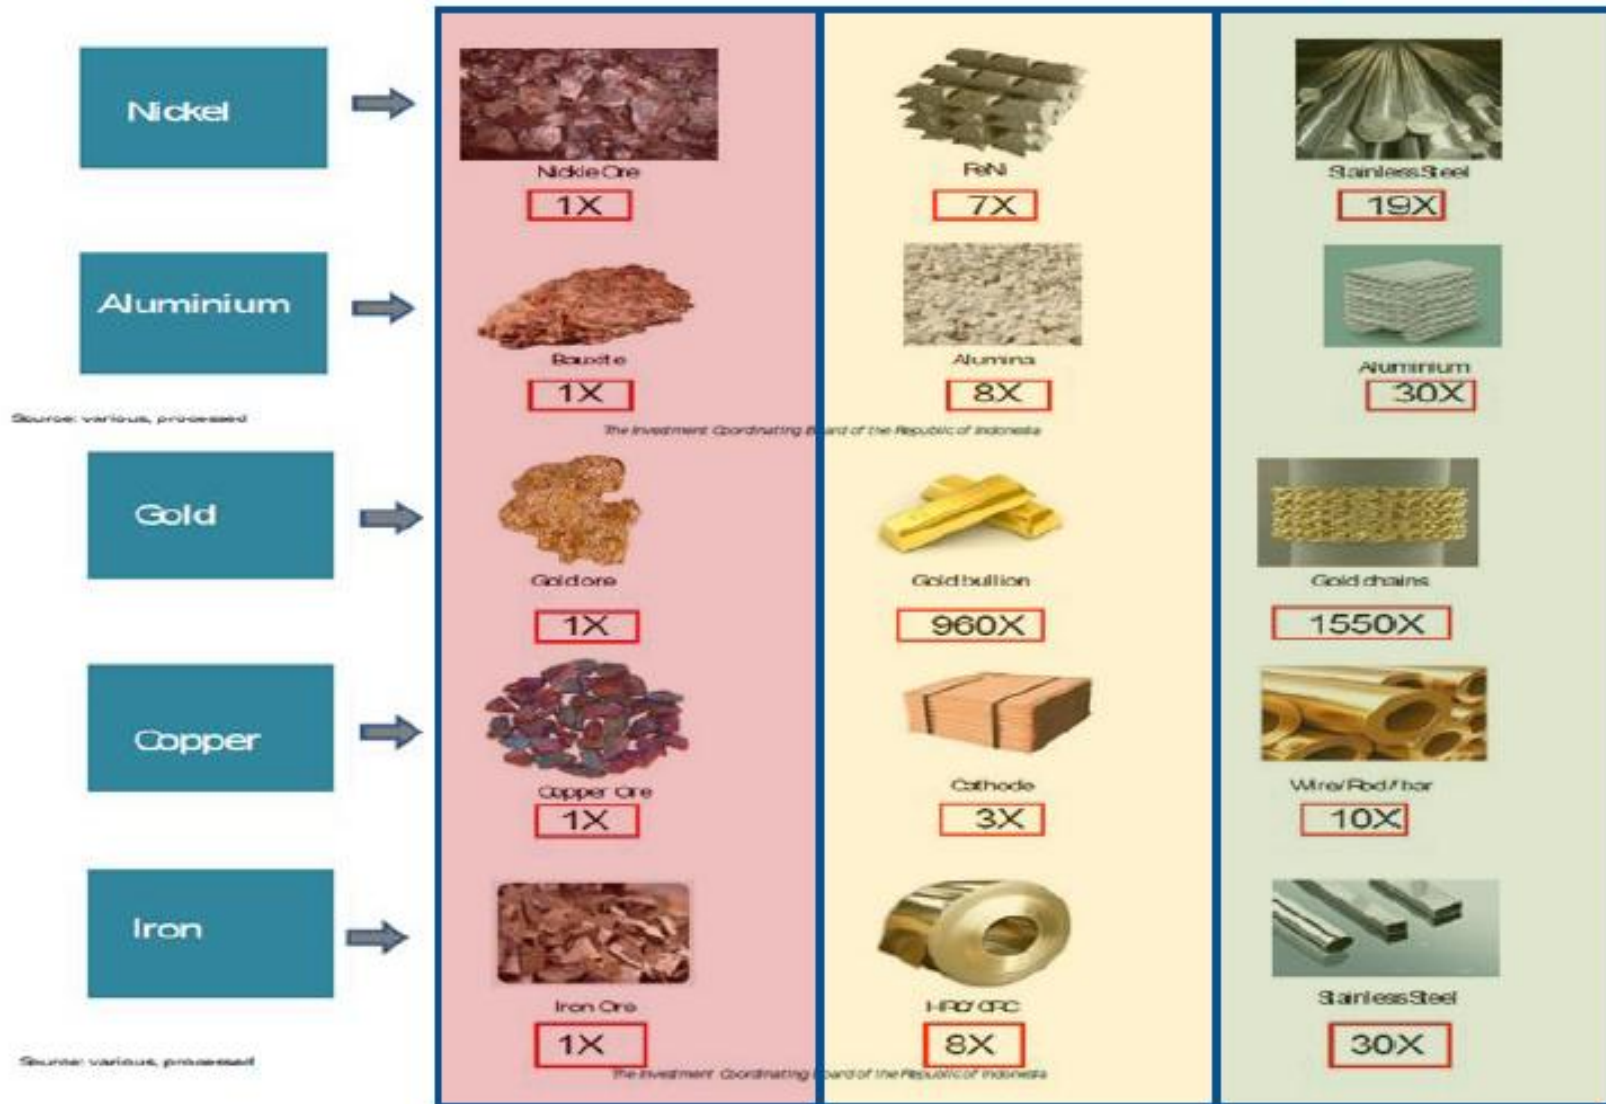 Nickel
Nickle Ore
FeNi
Stainless Steel
1X
7X
19X
Aluminium
Bauxite
Alumina
Aluminium
1X
8X
30X
Source: various, processed
The Investment Coordinating Board of the Republic of Indonesia
Gold
Gold ore
Gold bullion
Gold chains
1X
960X
1550X
Copper
Copper Ore
Cathode
Wire/Rod/bar
1X
3X
10X
Iron
Iron Ore
HRC/CRC
Stainless Steel
1X
8X
30X
Source: various, processed
The Investment Coordinating Board of the Republic of Indonesia